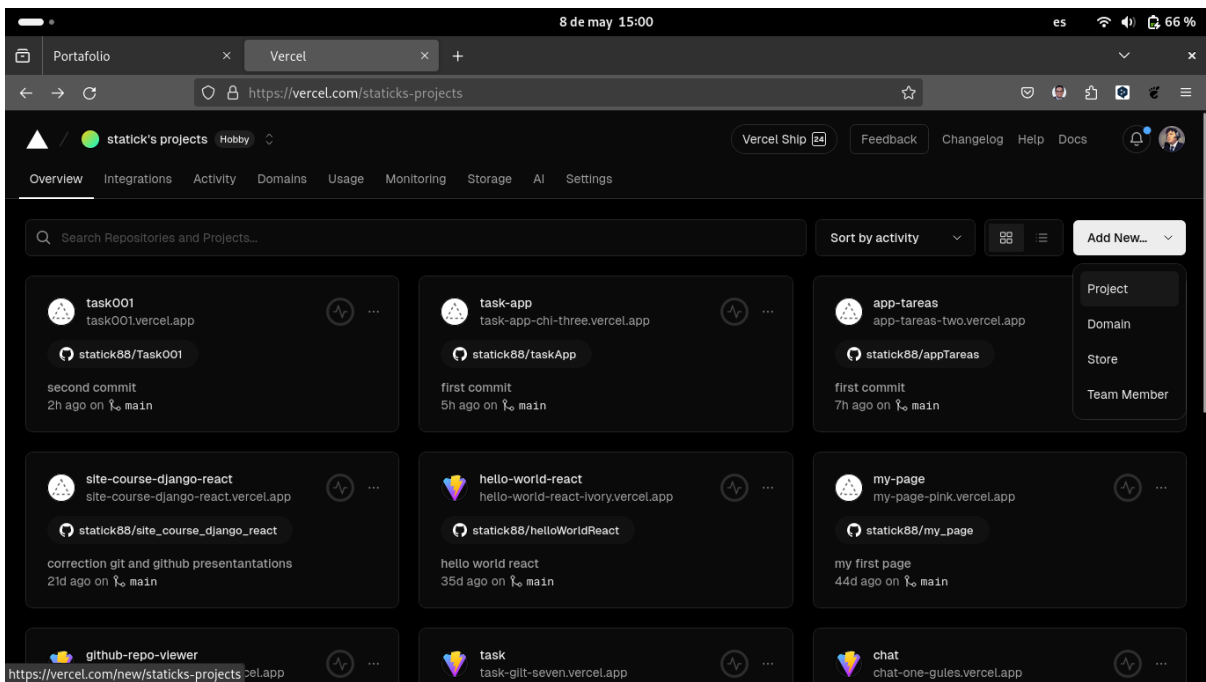 8 de may 15:00
es
66 %
Portafolio
Vercel
https://vercel.com/staticks-projects
statick's projects Hobby
Vercel Ship 24
Feedback
Changelog
Help
Docs
Overview
Integrations
Activity
Domains
Usage
Monitoring
Storage
AI
Settings
Search Repositories and Projects...
Sort by activity
Add New...
Project
Domain
Store
Team Member
task001
task001.vercel.app
statick88/Task001
second commit
2h ago on main
task-app
task-app-chi-three.vercel.app
statick88/taskApp
first commit
5h ago on main
app-tareas
app-tareas-two.vercel.app
statick88/appTareas
first commit
7h ago on main
site-course-django-react
site-course-django-react.vercel.app
statick88/site_course_django_react
correction git and github presentantations
21d ago on main
hello-world-react
hello-world-react-ivory.vercel.app
statick88/helloWorldReact
hello world react
35d ago on main
my-page
my-page-pink.vercel.app
statick88/my_page
my first page
44d ago on main
github-repo-viewer
cel.app
task
task-gilt-seven.vercel.app
chat
chat-one-gules.vercel.app
https://vercel.com/new/staticks-projects